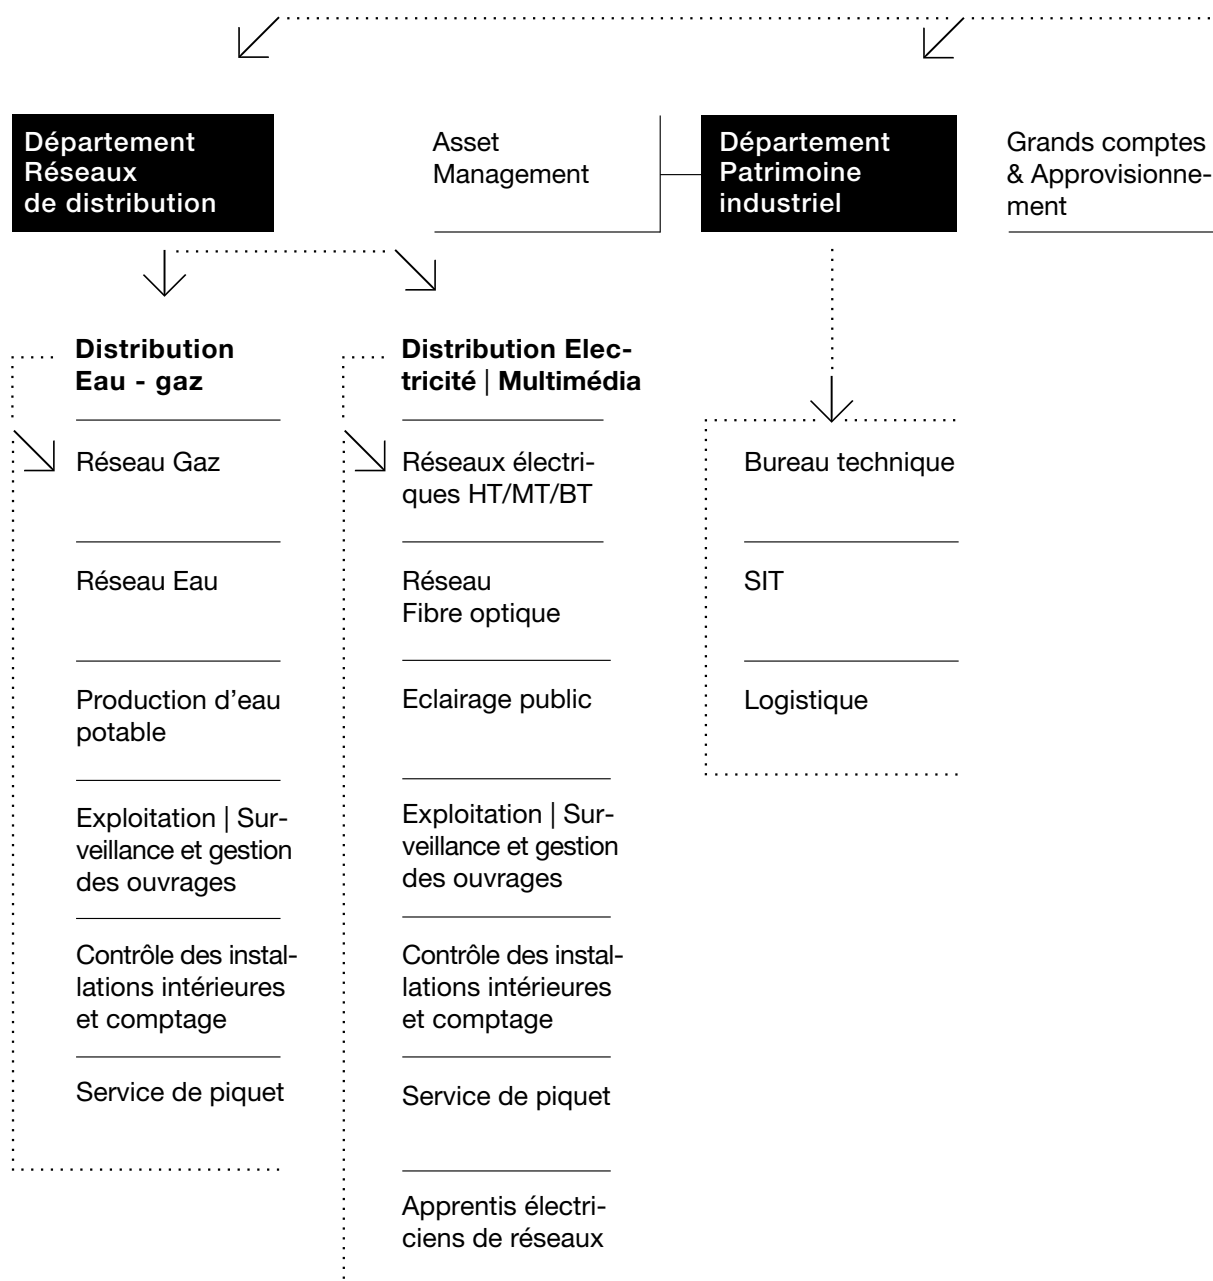 Département
Réseaux
de distribution
Asset
Management
Département
Patrimoine
industriel
Grands comptes
& Approvisionne-
ment
Distribution
Eau - gaz
Réseau Gaz
Réseau Eau
Production d’eau
potable
Exploitation | Sur-
veillance et gestion
des ouvrages
Contrôle des instal-
lations intérieures
et comptage
Service de piquet
Distribution Elec-
tricité | Multimédia
Réseaux électri-
ques HT/MT/BT
Réseau
Fibre optique
Eclairage public
Exploitation | Sur-
veillance et gestion
des ouvrages
Contrôle des instal-
lations intérieures
et comptage
Service de piquet
Apprentis électri-
ciens de réseaux
Bureau technique
SIT
Logistique